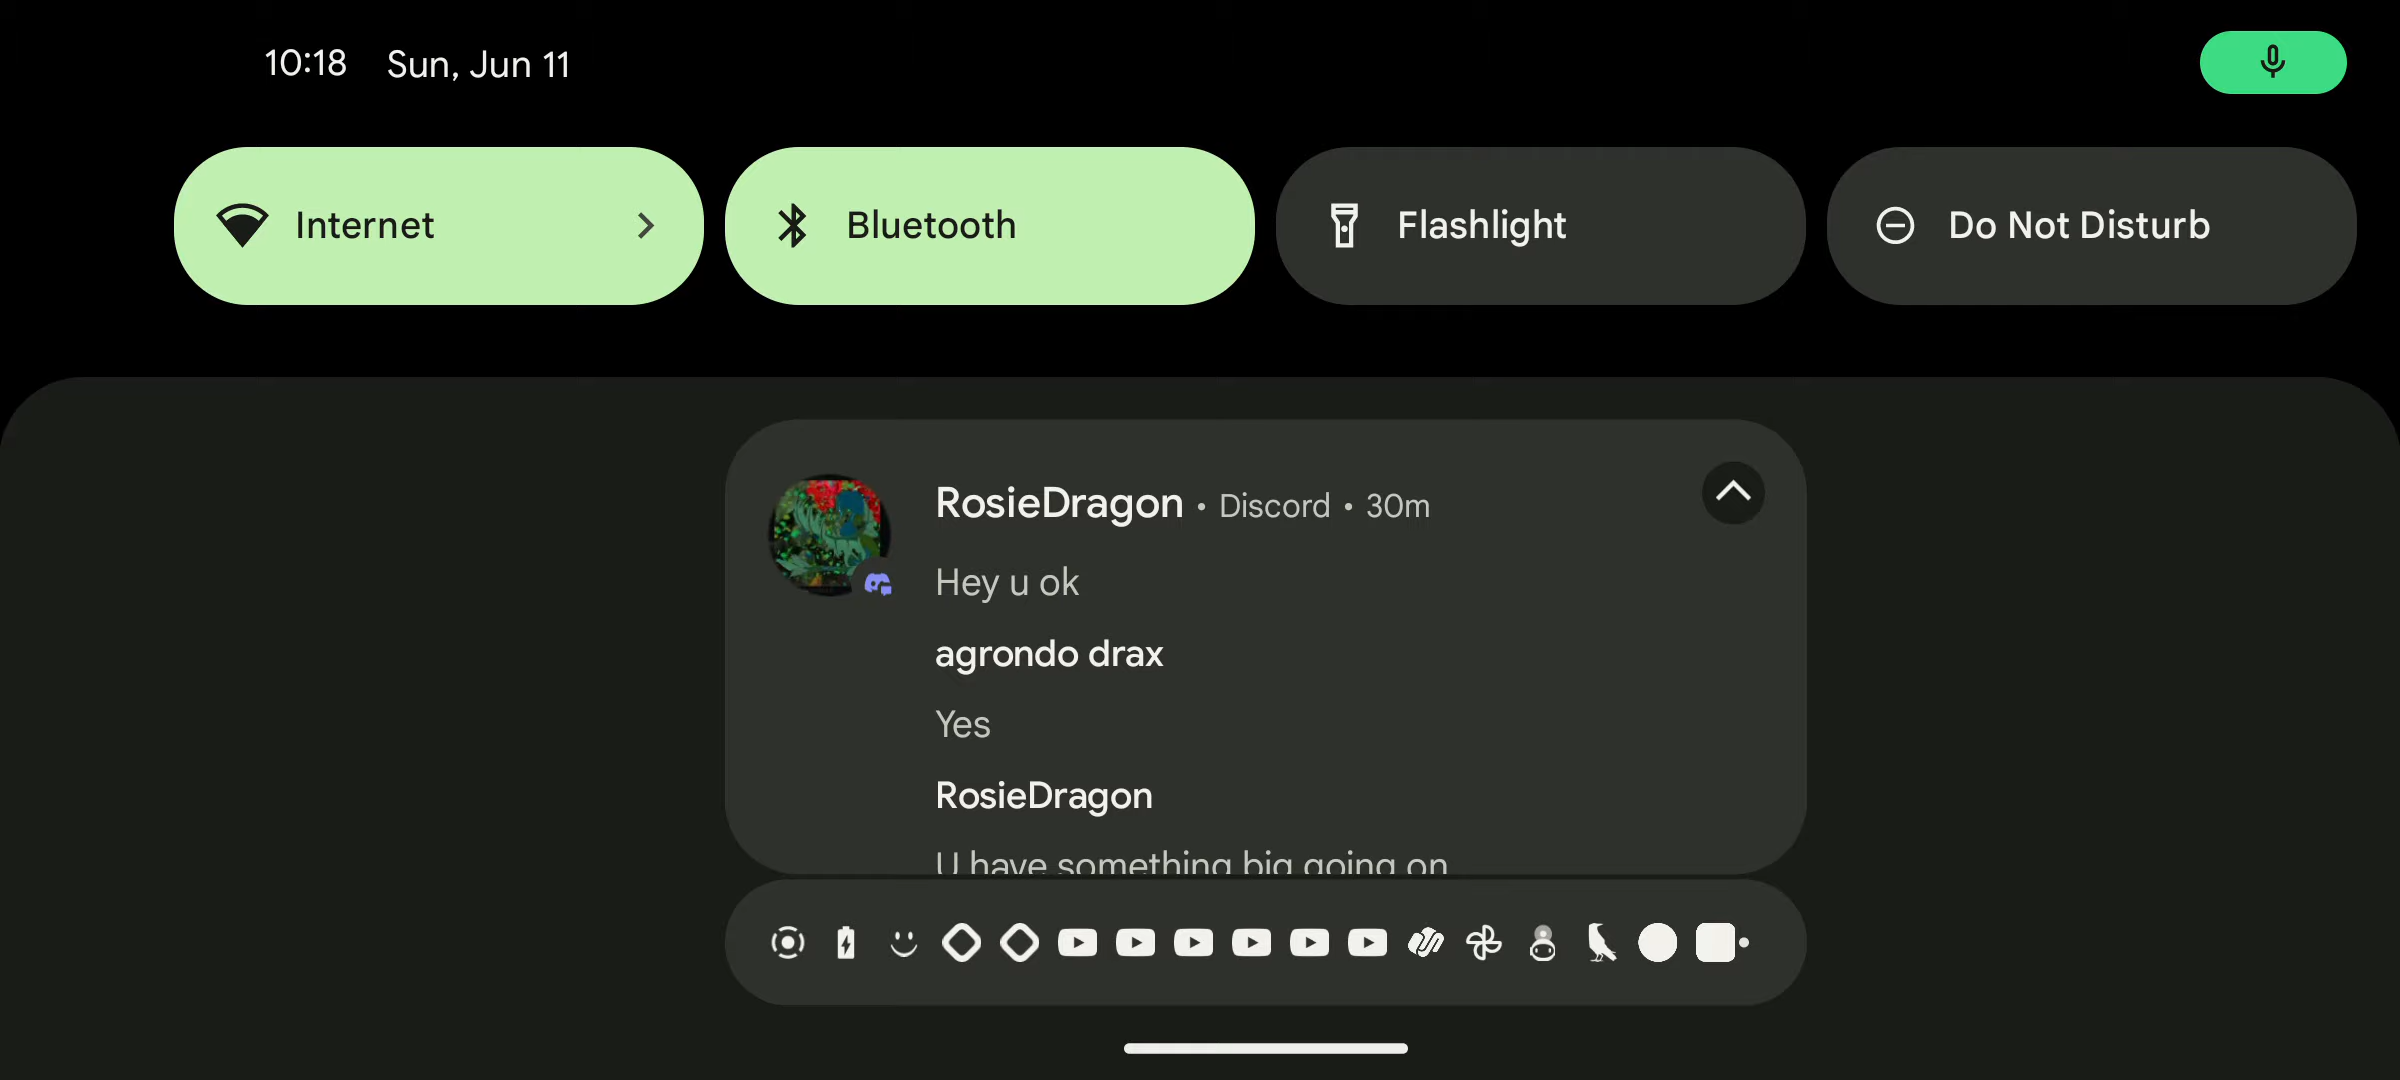 10:18 Sun, Jun 11
Internet
Bluetooth
Flashlight
Do Not Disturb
RosieDragon • Discord • 30m
Hey u ok
agrondo drax
Yes
RosieDragon
U have something big going on